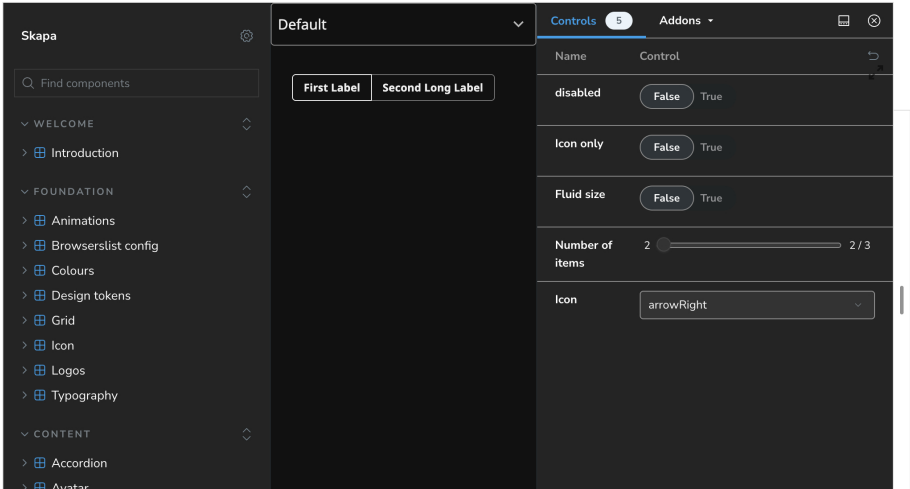 Skapa
Find components
WELCOME
Introduction
FOUNDATION
Animations
Browserslist config
Colours
Design tokens
Grid
Icon
Logos
Typography
CONTENT
Accordion
Avatar
Default
First Label
Second Long Label
Controls 5 Addons
Name Control
disabled False True
Icon only False True
Fluid size False True
Number of 2 2 / 3
items
Icon arrowRight